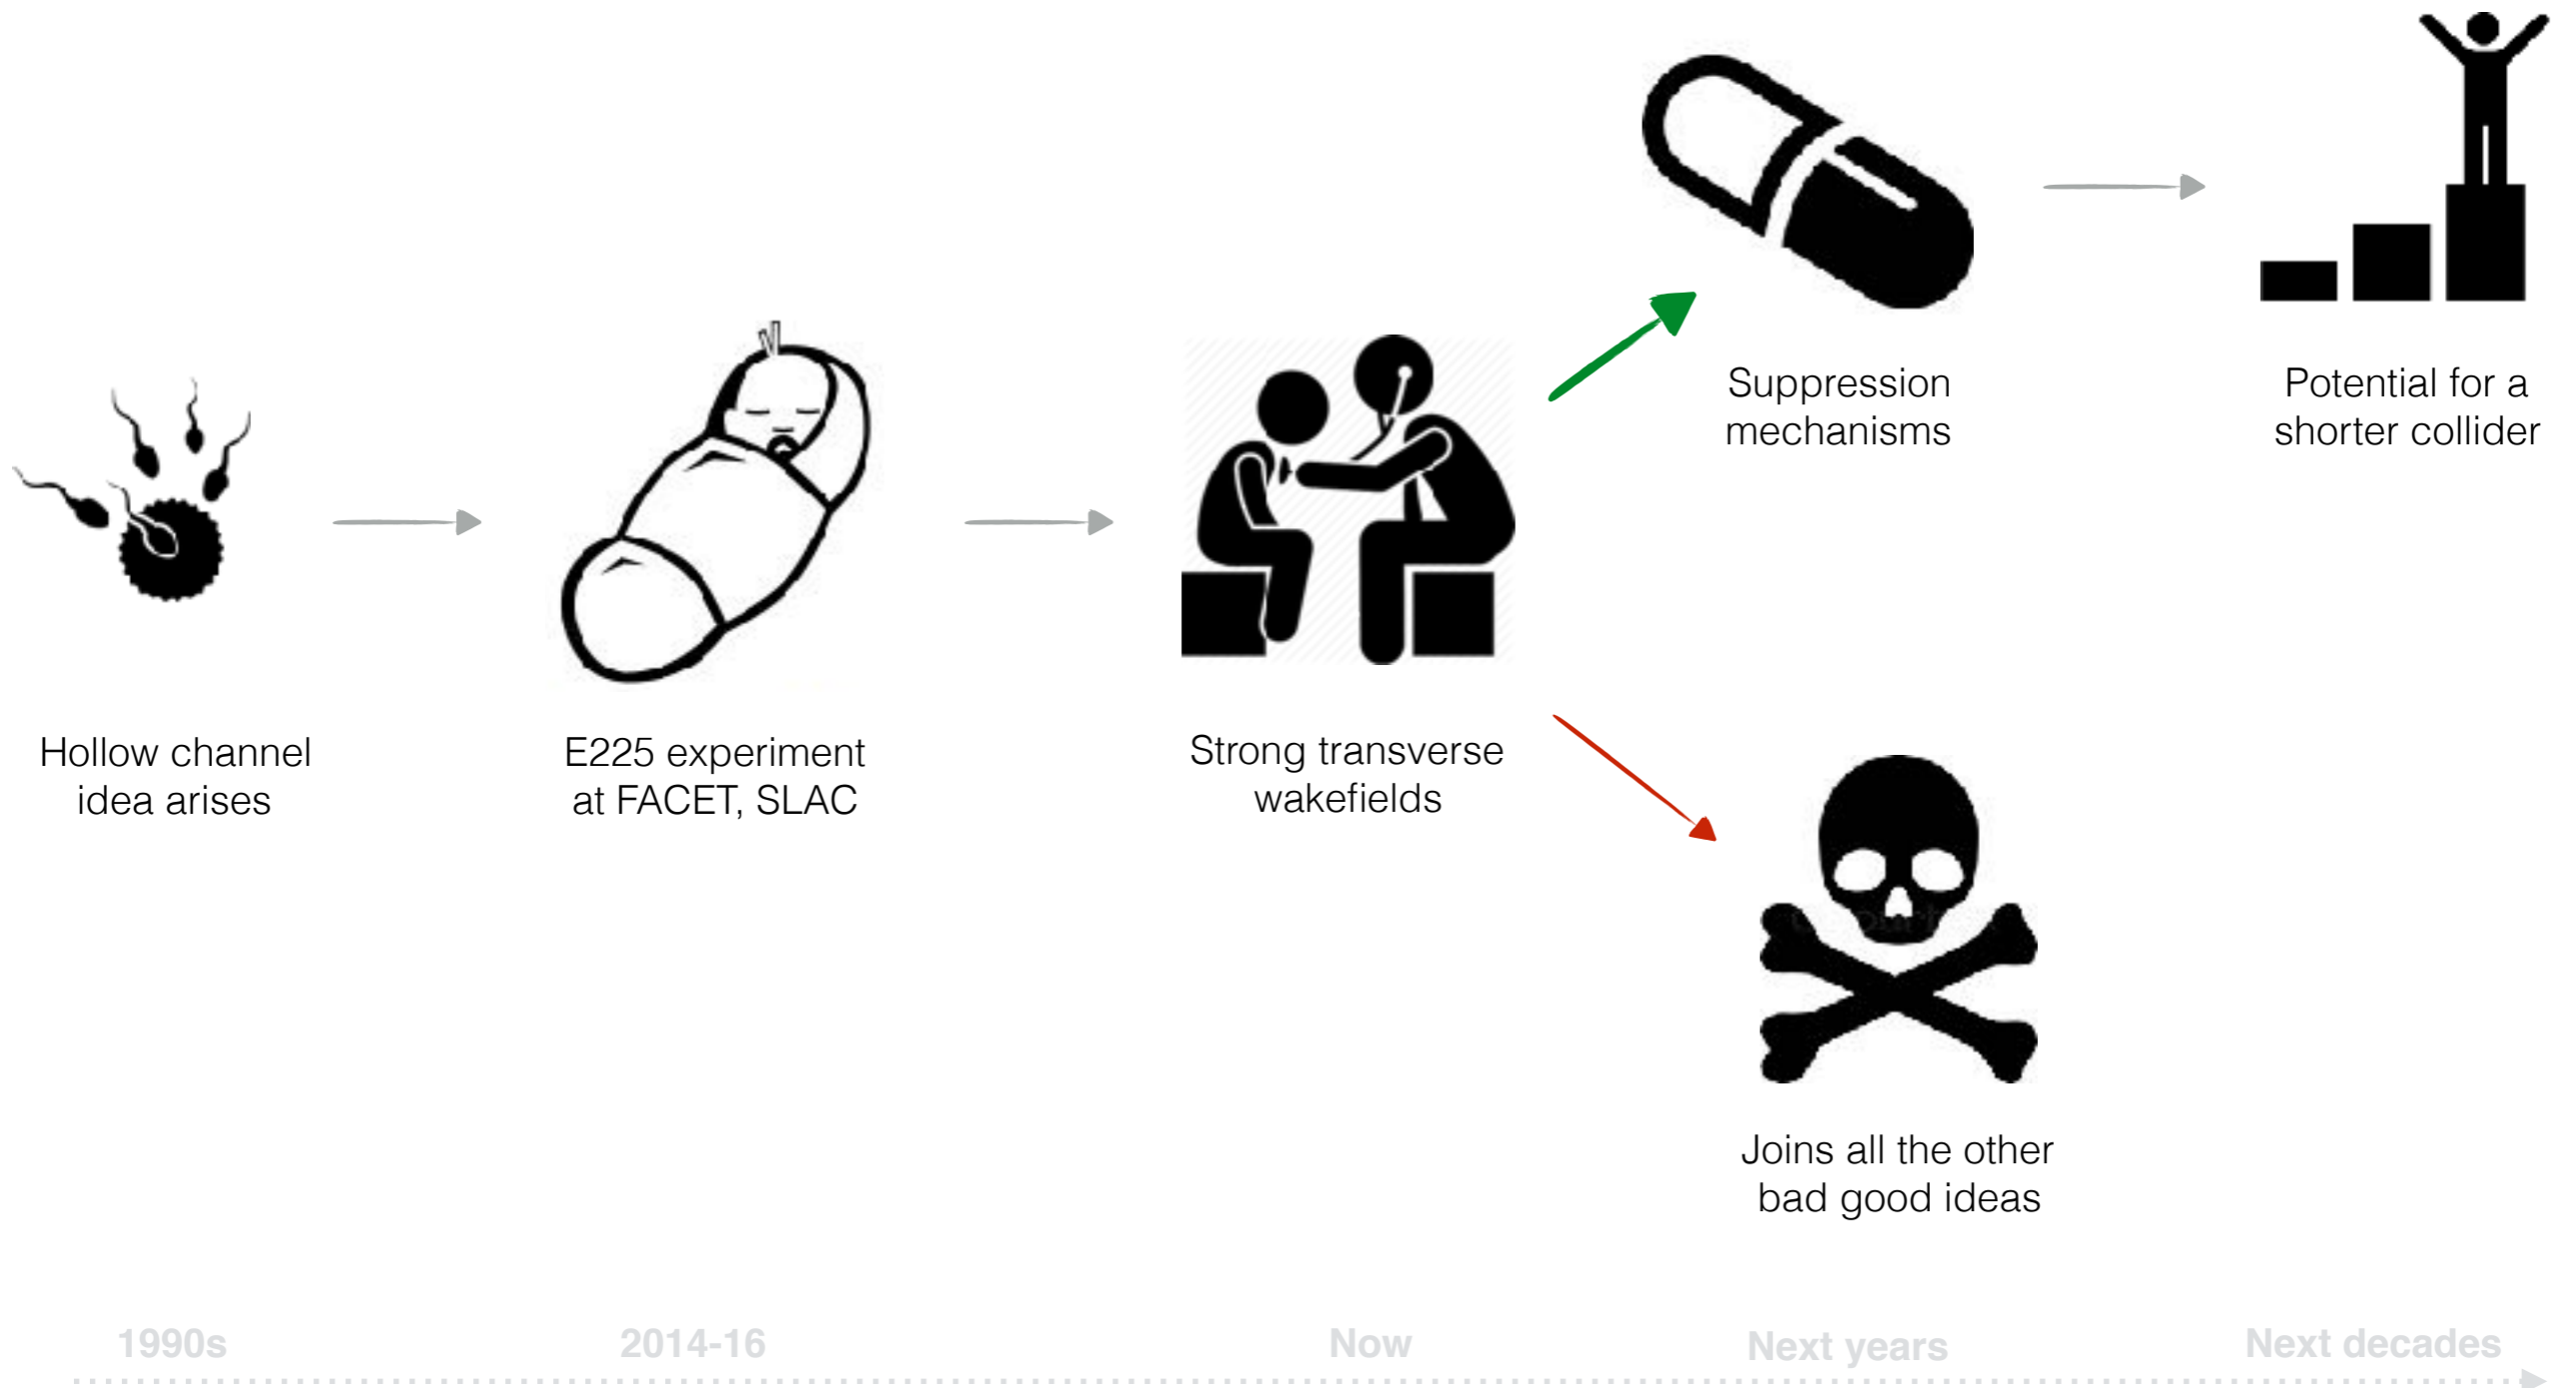 Hollow channel
idea arises
E225 experiment
at FACET, SLAC
Strong transverse
wakefields
Suppression
mechanisms
Potential for a
shorter collider
Joins all the other
bad good ideas
1990s
2014-16
Now
Next years
Next decades